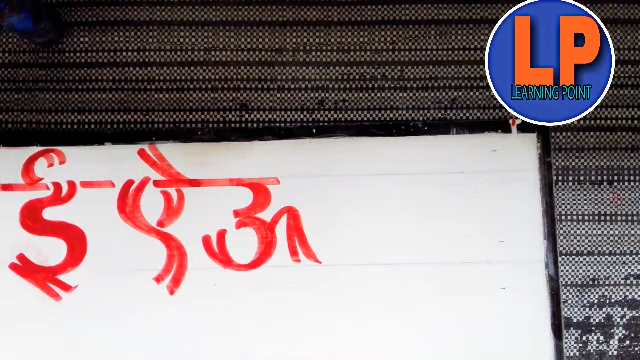 LP
LEARNING POINT
ई ऐ ऊ